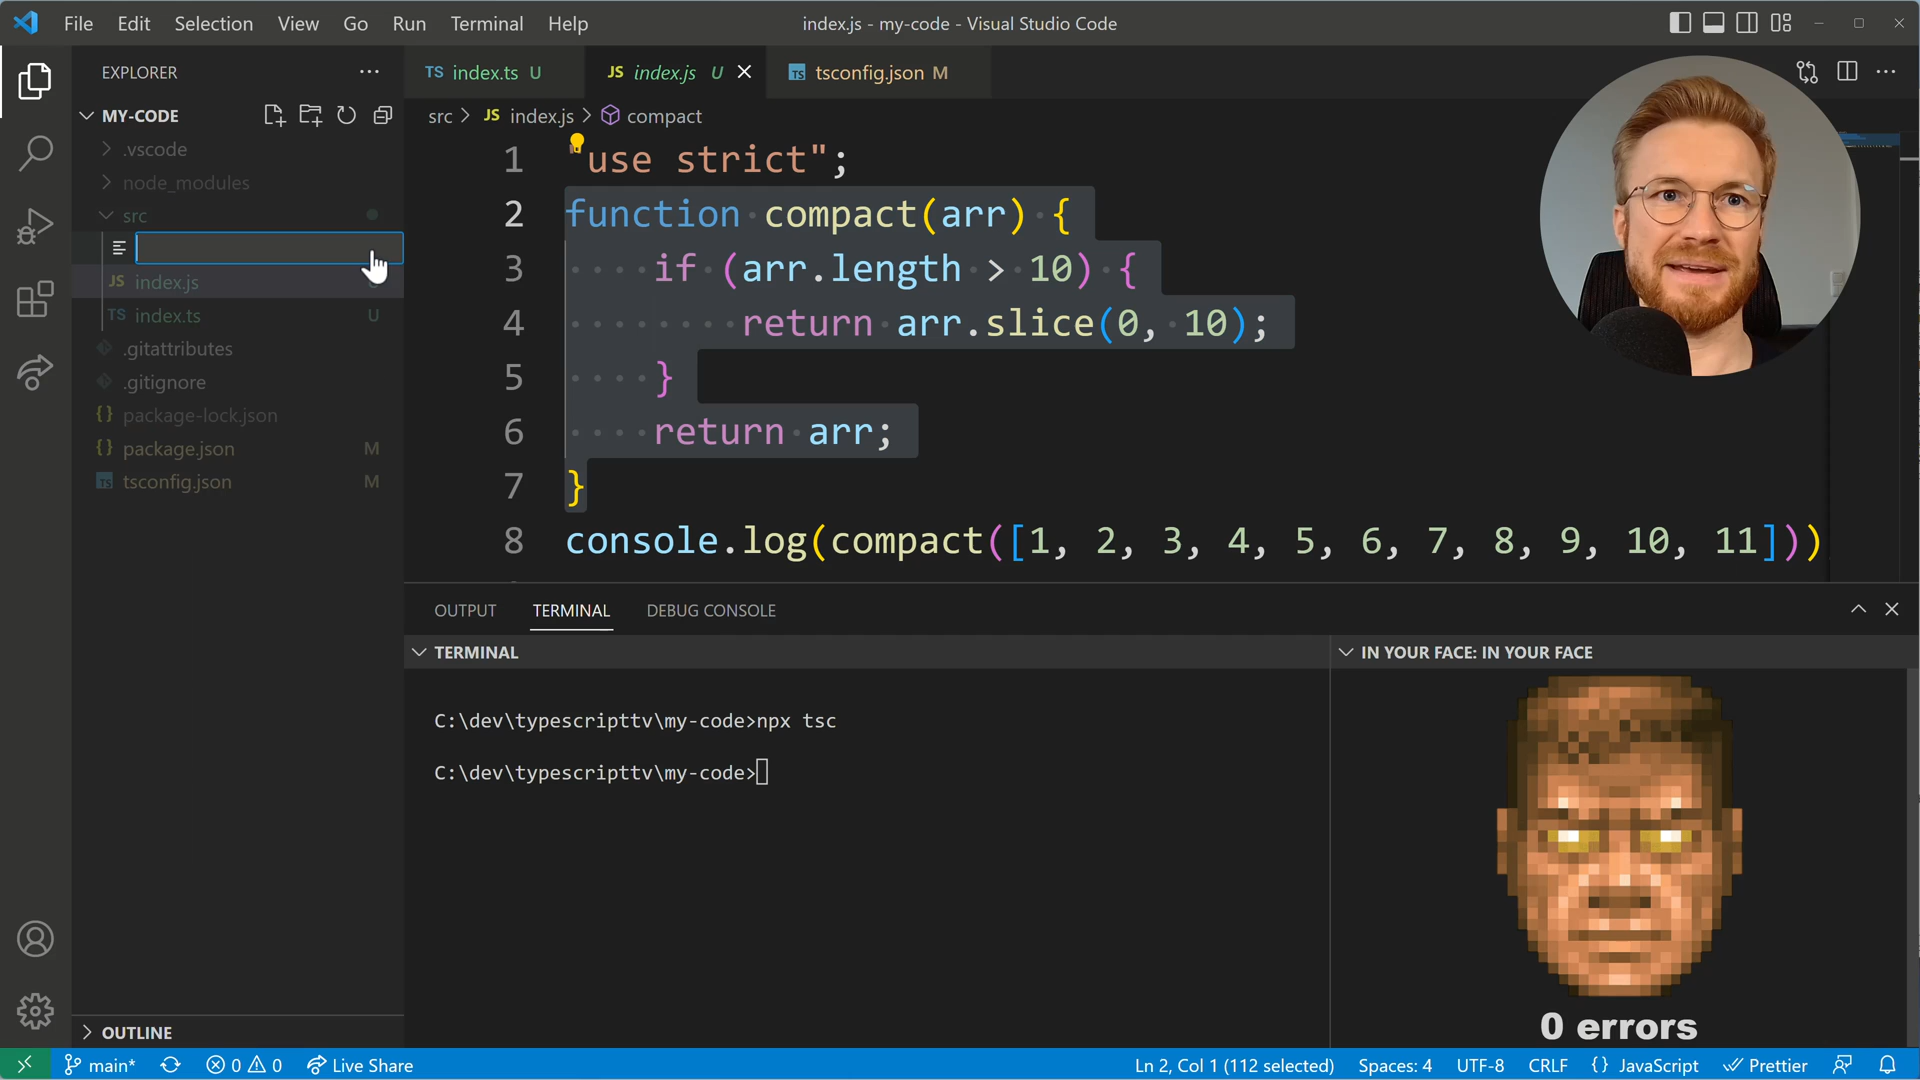 File Edit Selection View Go Run Terminal Help
index.js - my-code - Visual Studio Code
EXPLORER
TS index.ts U
JS index.js U
TS tsconfig.json M
MY-CODE
src > JS index.js > compact
.vscode
node_modules
src
JS index.js
TS index.ts U
.gitattributes
.gitignore
{} package-lock.json
{} package.json M
TS tsconfig.json M
OUTLINE
1 "use strict";
2 function compact(arr) {
3 if (arr.length > 10) {
4 return arr.slice(0, 10);
5 }
6 return arr;
7 }
8 console.log(compact([1, 2, 3, 4, 5, 6, 7, 8, 9, 10, 11]))
OUTPUT TERMINAL DEBUG CONSOLE
TERMINAL
IN YOUR FACE: IN YOUR FACE
C:\dev\typescripttv\my-code>npx tsc
C:\dev\typescripttv\my-code>
0 errors
main* 0 0 Live Share Ln 2, Col 1 (112 selected) Spaces: 4 UTF-8 CRLF {} JavaScript Prettier